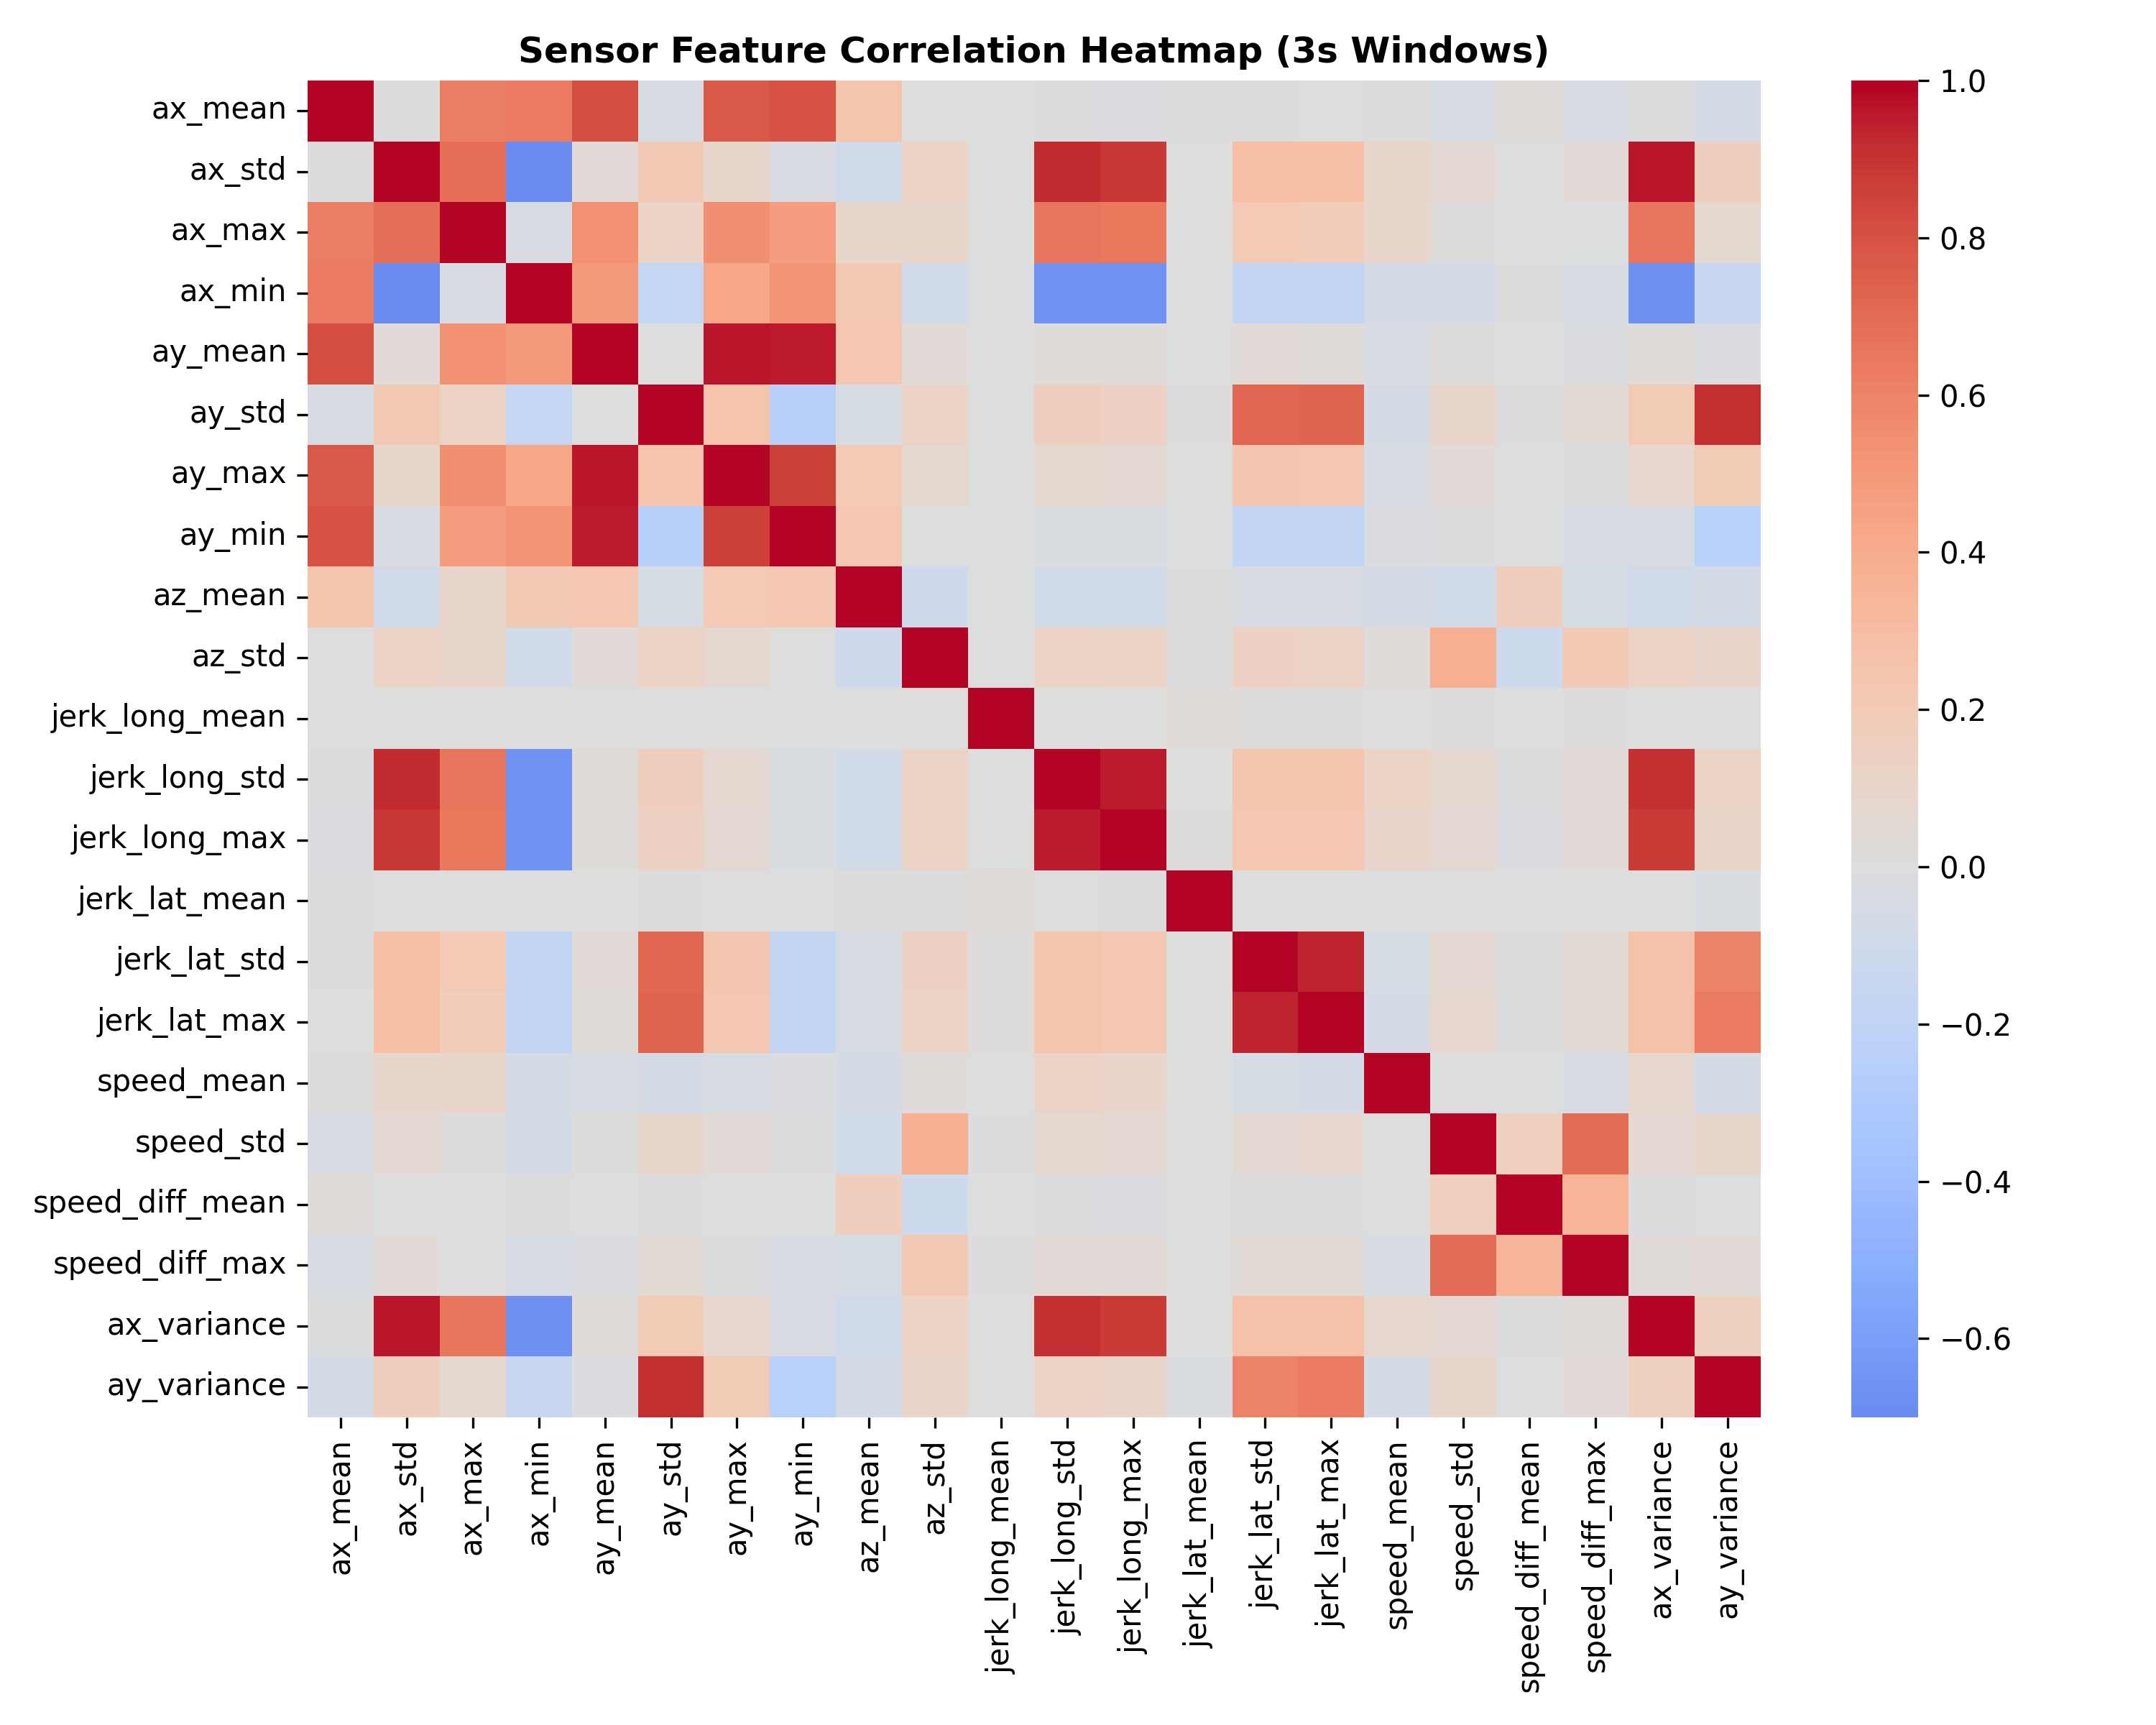 Sensor Feature Correlation Heatmap (3s Windows)
ax_mean
ax_std
ax_max
ax_min
ay_mean
ay_std
ay_max
ay_min
az_mean
az_std
jerk_long_mean
jerk_long_std
jerk_long_max
jerk_lat_mean
jerk_lat_std
jerk_lat_max
speed_mean
speed_std
speed_diff_mean
speed_diff_max
ax_variance
ay_variance
ax_mean
ax_std
ax_max
ax_min
ay_mean
ay_std
ay_max
ay_min
az_mean
az_std
jerk_long_mean
jerk_long_std
jerk_long_max
jerk_lat_mean
jerk_lat_std
jerk_lat_max
speed_mean
speed_std
speed_diff_mean
speed_diff_max
ax_variance
ay_variance
1.0
0.8
0.6
0.4
0.2
0.0
−0.2
−0.4
−0.6